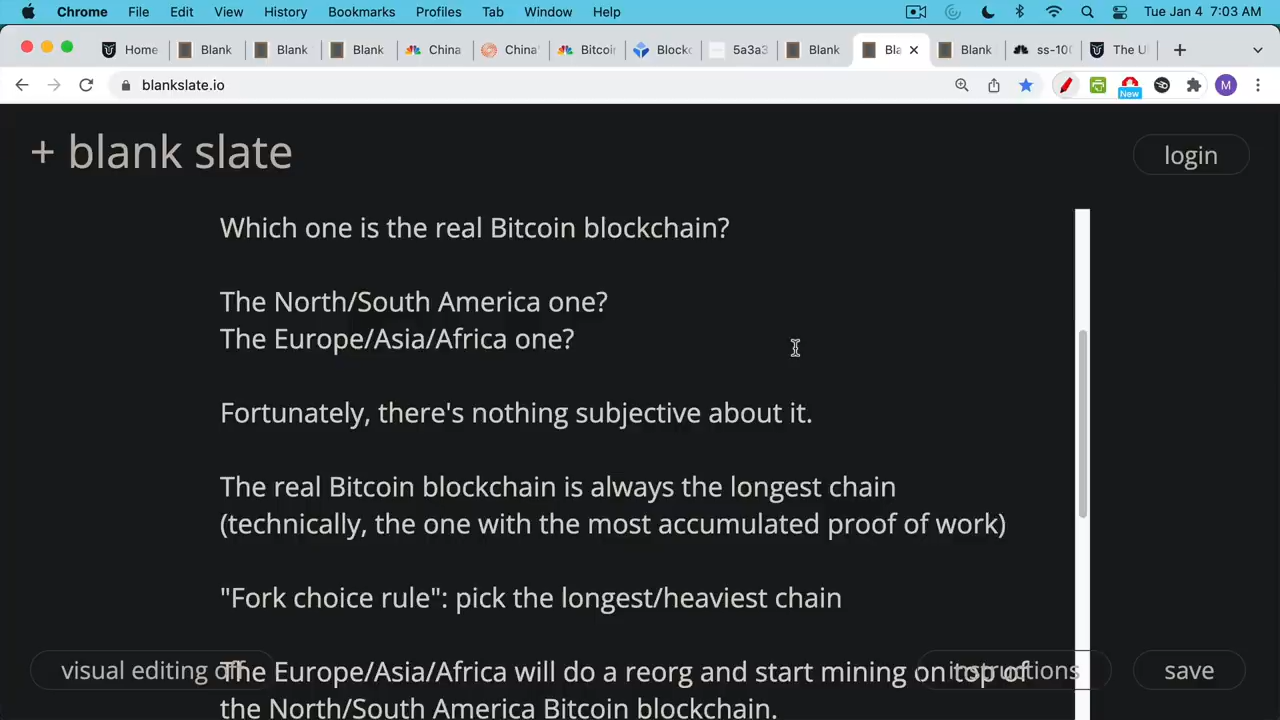 Chrome File Edit View History Bookmarks Profiles Tab Window Help Tue Jan 4 7:03 AM
Home Blank Blank Blank China China' Bitcoin Block 5a3a3 Blank Bla Blank ss-10 The U
blankslate.io
New
M
+ blank slate
login
Which one is the real Bitcoin blockchain?
The North/South America one?
The Europe/Asia/Africa one?
Fortunately, there's nothing subjective about it.
The real Bitcoin blockchain is always the longest chain
(technically, the one with the most accumulated proof of work)
"Fork choice rule": pick the longest/heaviest chain
The Europe/Asia/Africa will do a reorg and start mining on top of
visual editing off
instructions
save
the North/South America Bitcoin blockchain.